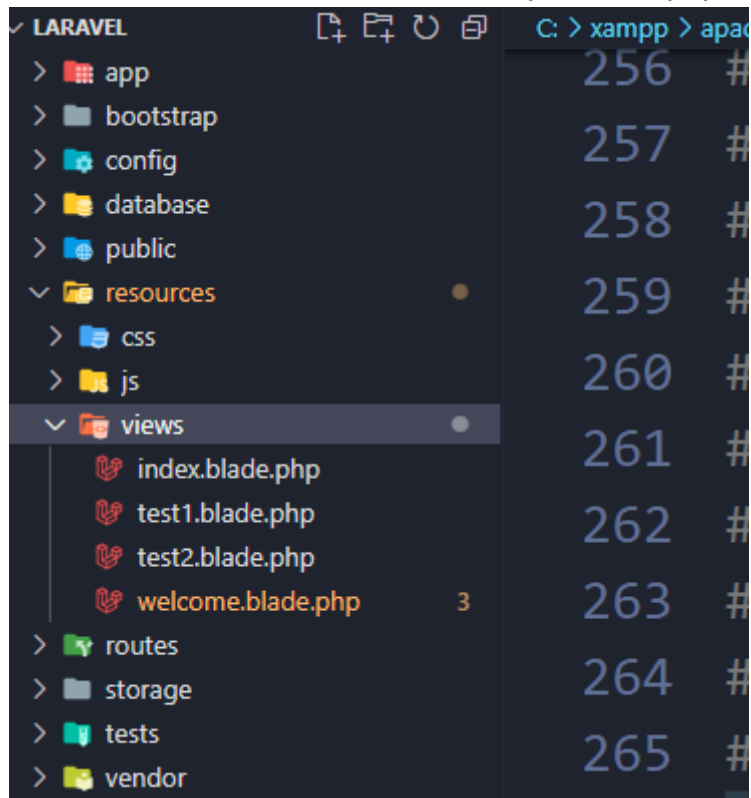 LARAVEL
app
bootstrap
config
database
public
resources
css
js
views
index.blade.php
test1.blade.php
test2.blade.php
welcome.blade.php 3
routes
storage
tests
vendor
C: > xampp > apac
256 #
257 #
258 #
259 #
260 #
261 #
262 #
263 #
264 #
265 #